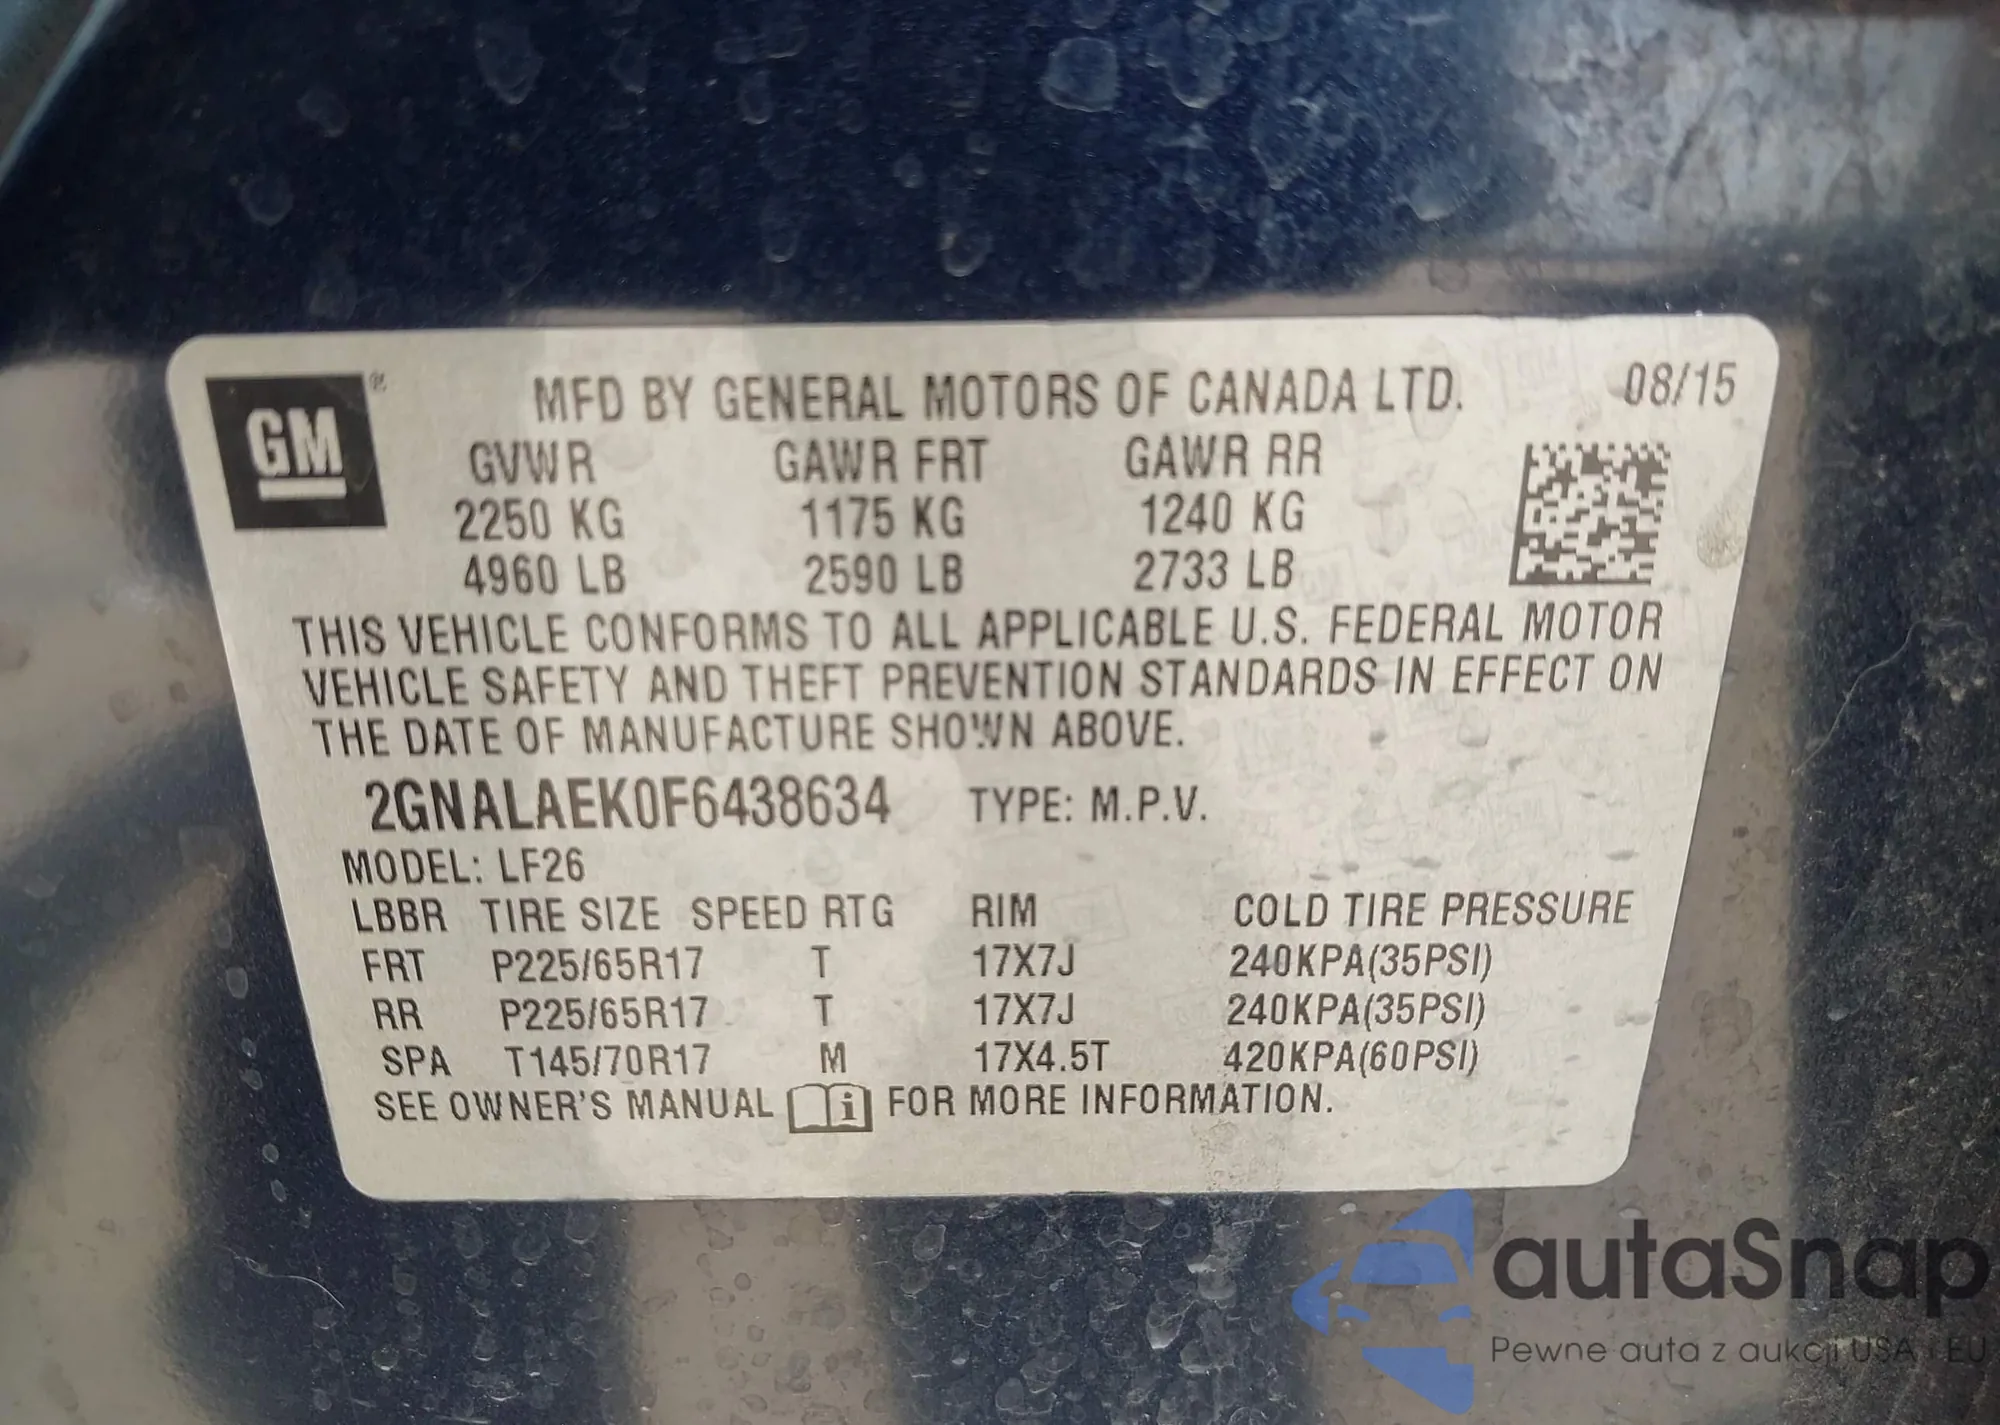 GM ®
MFD BY GENERAL MOTORS OF CANADA LTD. 08/15
GVWR GAWR FRT GAWR RR
2250 KG 1175 KG 1240 KG
4960 LB 2590 LB 2733 LB
THIS VEHICLE CONFORMS TO ALL APPLICABLE U.S. FEDERAL MOTOR
VEHICLE SAFETY AND THEFT PREVENTION STANDARDS IN EFFECT ON
THE DATE OF MANUFACTURE SHOWN ABOVE.
2GNALAEK0F6438634 TYPE: M.P.V.
MODEL: LF26
LBBR TIRE SIZE SPEED RTG RIM COLD TIRE PRESSURE
FRT P225/65R17 T 17X7J 240KPA(35PSI)
RR P225/65R17 T 17X7J 240KPA(35PSI)
SPA T145/70R17 M 17X4.5T 420KPA(60PSI)
SEE OWNER'S MANUAL i FOR MORE INFORMATION.
autaSnap
Pewne auta z aukcji USA i EU